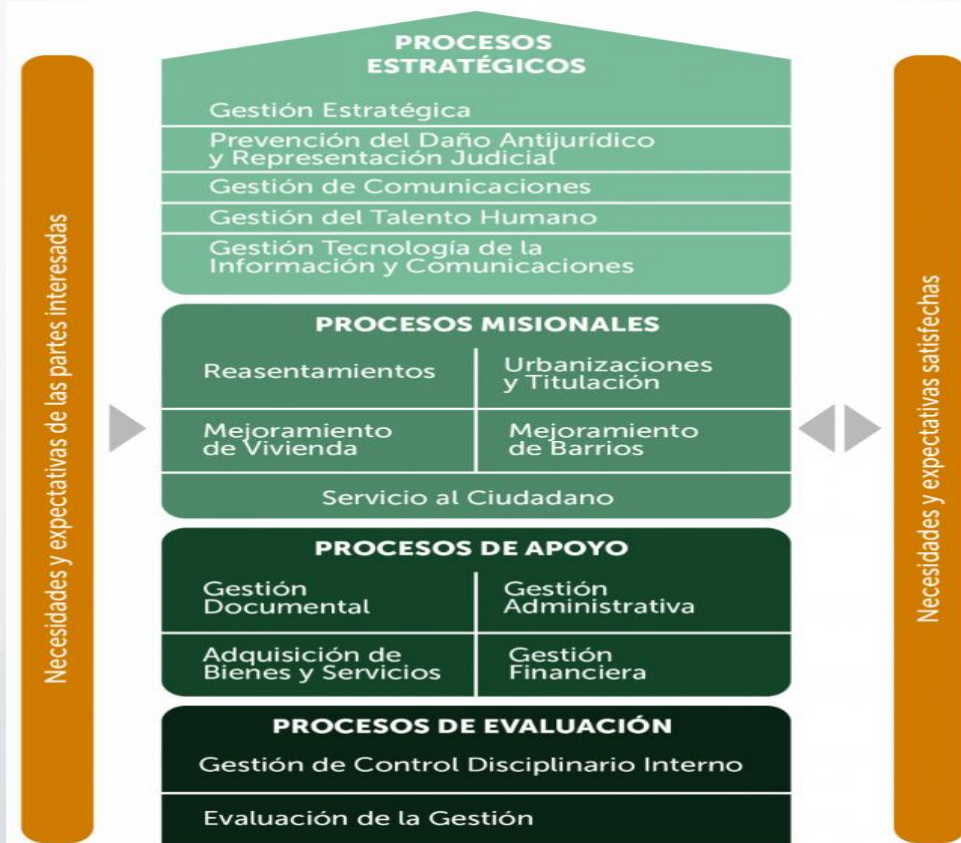 Necesidades y expectativas de las partes interesadas
PROCESOS
ESTRATÉGICOS
Gestión Estratégica
Prevención del Daño Antijurídico
y Representación Judicial
Gestión de Comunicaciones
Gestión del Talento Humano
Gestión Tecnología de la
Información y Comunicaciones
PROCESOS MISIONALES
Reasentamientos
Urbanizaciones
y Titulación
Mejoramiento
de Vivienda
Mejoramiento
de Barrios
Servicio al Ciudadano
PROCESOS DE APOYO
Gestión
Documental
Gestión
Administrativa
Adquisición de
Bienes y Servicios
Gestión
Financiera
PROCESOS DE EVALUACIÓN
Gestión de Control Disciplinario Interno
Evaluación de la Gestión
Necesidades y expectativas satisfechas